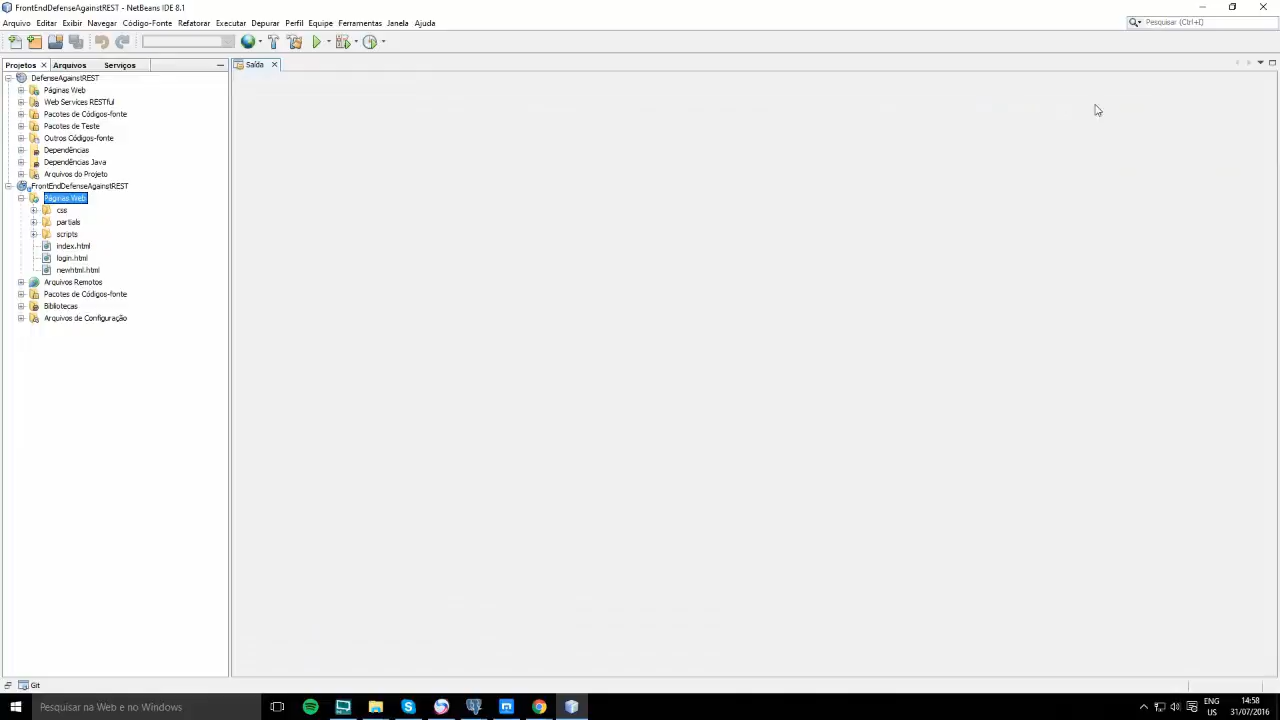 FrontEndDefenseAgainstREST - NetBeans IDE 8.1
Arquivo Editar Exibir Navegar Código-Fonte Refatorar Executar Depurar Perfil Equipe Ferramentas Janela Ajuda
Pesquisar (Ctrl+I)
Projetos Arquivos Serviços
Saída
DefenseAgainstREST
Páginas Web
Web Services RESTful
Pacotes de Códigos-fonte
Pacotes de Teste
Outros Códigos-fonte
Dependências
Dependências Java
Arquivos do Projeto
FrontEndDefenseAgainstREST
Páginas Web
css
partials
scripts
index.html
login.html
newhtml.html
Arquivos Remotos
Pacotes de Códigos-fonte
Bibliotecas
Arquivos de Configuração
Git
Pesquisar na Web e no Windows
ENG
US
14:58
31/07/2016